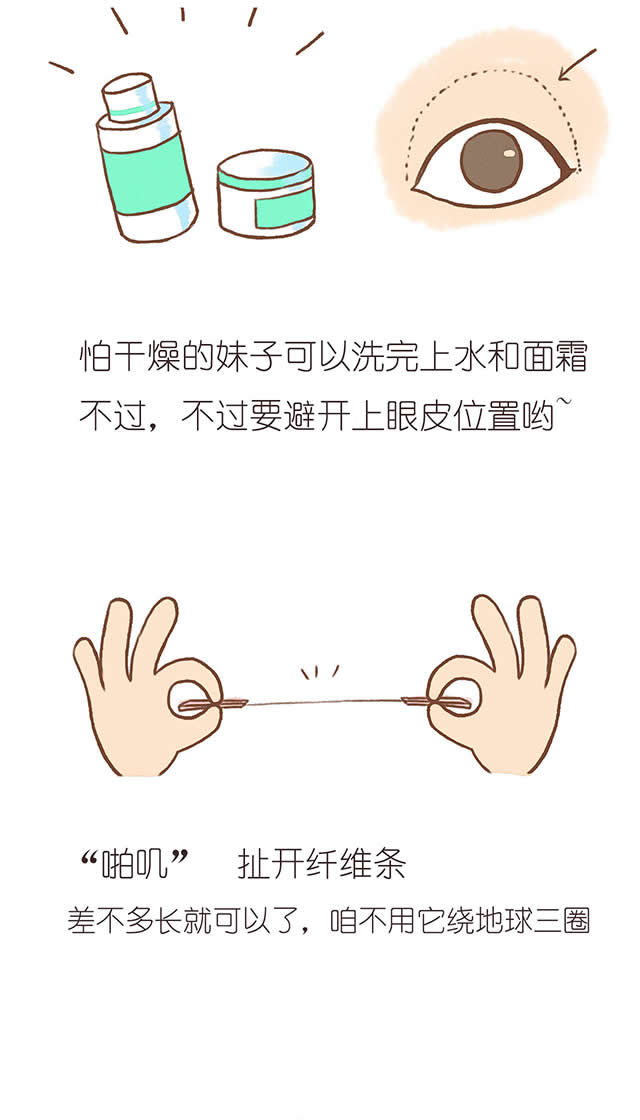 怕干燥的妹子可以洗完上水和面霜
不过，不过要避开上眼皮位置哟~
“啪叽” 扯开纤维条
差不多长就可以了，咱不用它绕地球三圈